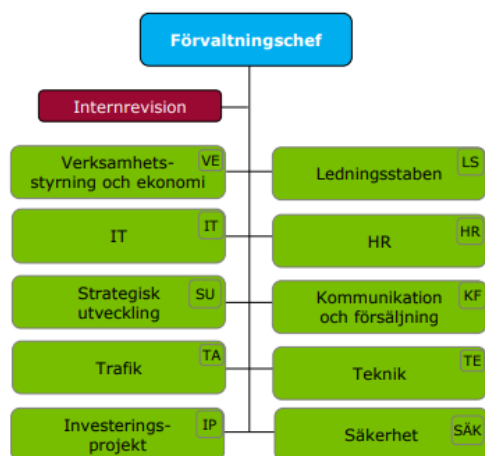 Förvaltningschef
Internrevision
Verksamhets-
styrning och ekonomi
VE
Ledningsstaben
LS
IT
IT
HR
HR
Strategisk
utveckling
SU
Kommunikation
och försäljning
KF
Trafik
TA
Teknik
TE
Investerings-
projekt
IP
Säkerhet
SÄK